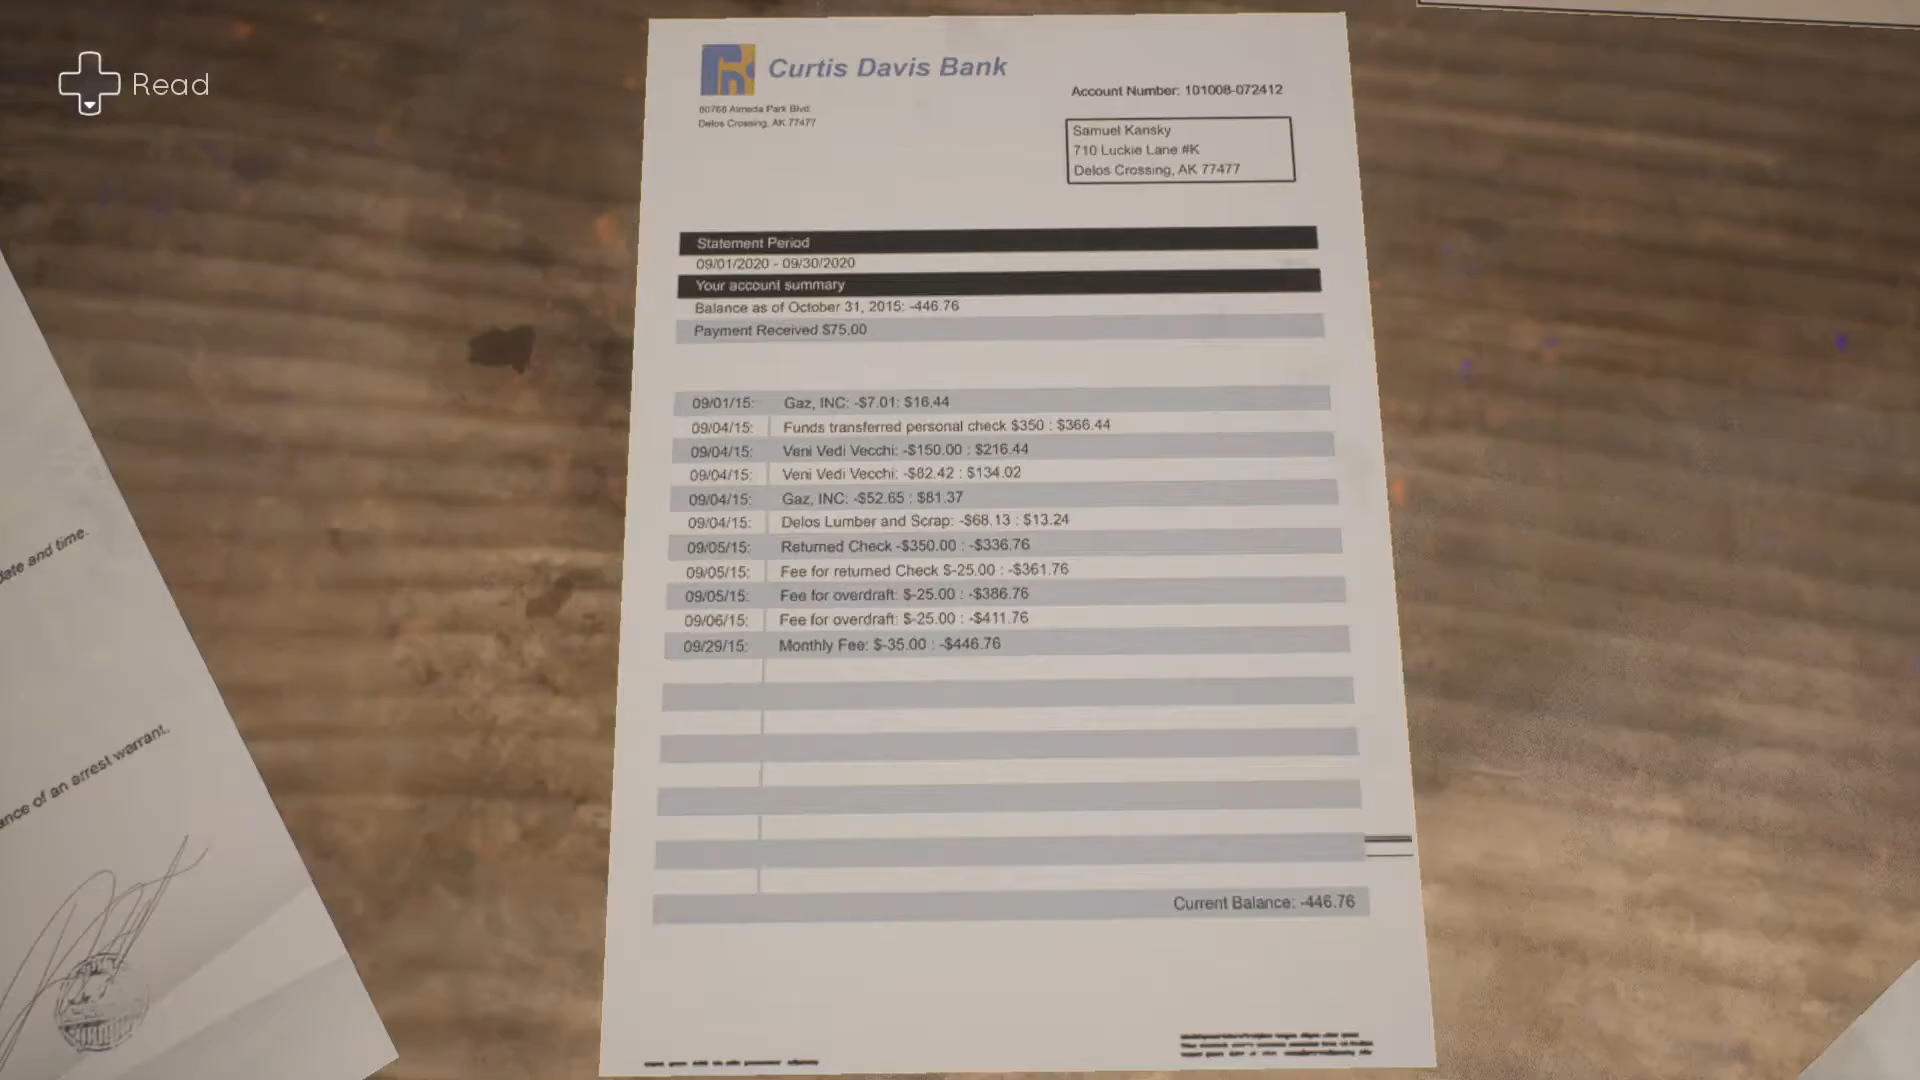 Read
Curtis Davis Bank
60768 Almeda Park Blvd.
Delos Crossing, AK 77477
Account Number: 101008-072412
Samuel Kansky
710 Luckie Lane #K
Delos Crossing, AK 77477
Statement Period
09/01/2020 - 09/30/2020
Your account summary
Balance as of October 31, 2015: -446.76
Payment Received $75.00
09/01/15: Gaz, INC: -$7.01: $16.44
09/04/15: Funds transferred personal check $350 : $366.44
09/04/15: Veni Vedi Vecchi: -$150.00 : $216.44
09/04/15: Veni Vedi Vecchi: -$82.42 : $134.02
09/04/15: Gaz, INC: -$52.65 : $81.37
09/04/15: Delos Lumber and Scrap: -$68.13 : $13.24
09/05/15: Returned Check -$350.00 : -$336.76
09/05/15: Fee for returned Check $-25.00 : -$361.76
09/05/15: Fee for overdraft: $-25.00 : -$386.76
09/06/15: Fee for overdraft: $-25.00 : -$411.76
09/29/15: Monthly Fee: $-35.00 : -$446.76
Current Balance: -446.76
date and time.
of an arrest warrant.